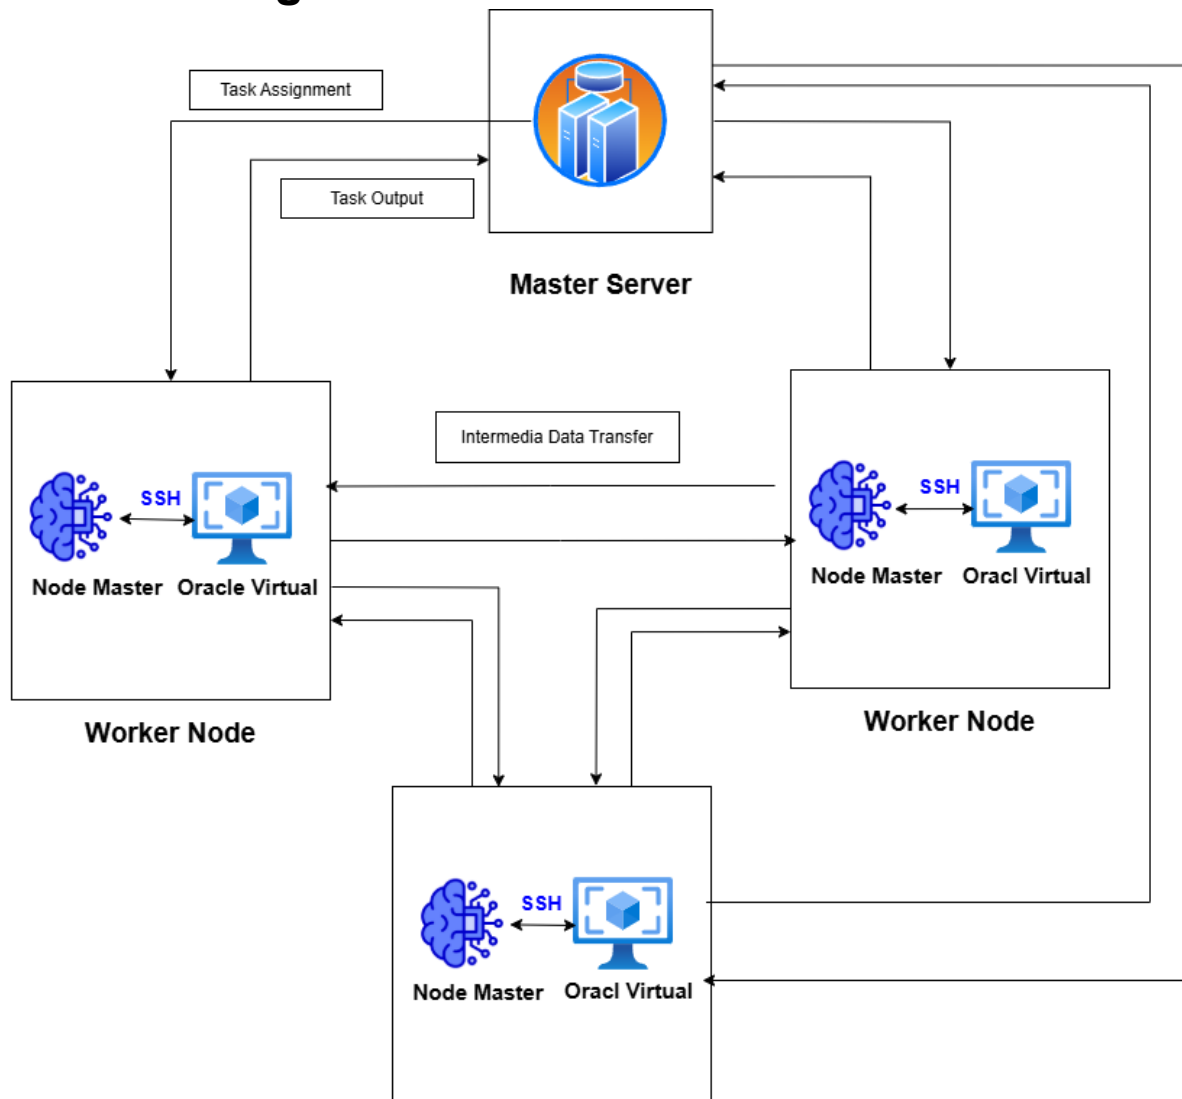 Task Assignment
Task Output
Master Server
Intermedia Data Transfer
SSH
Node Master Oracle Virtual
Worker Node
SSH
Node Master Oracl Virtual
Worker Node
SSH
Node Master Oracl Virtual